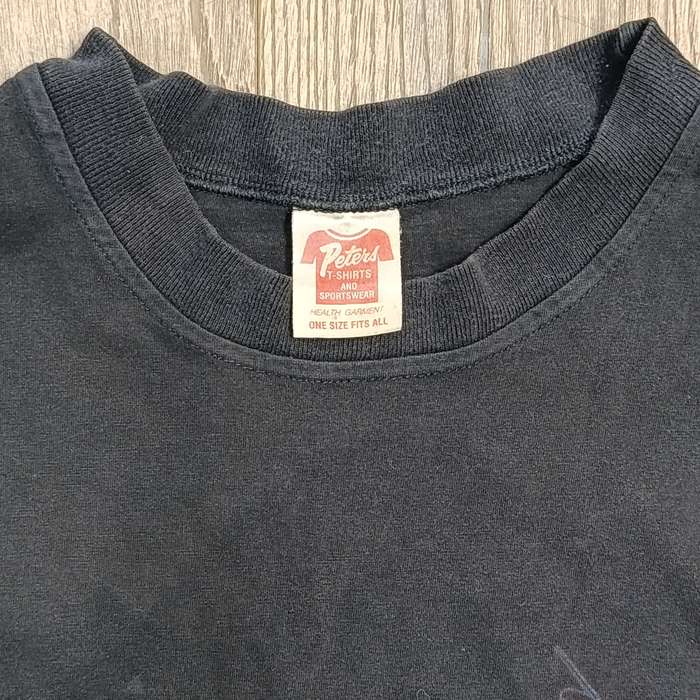 Peters
T-SHIRTS
AND
SPORTSWEAR
HEALTH GARMENT
ONE SIZE FITS ALL